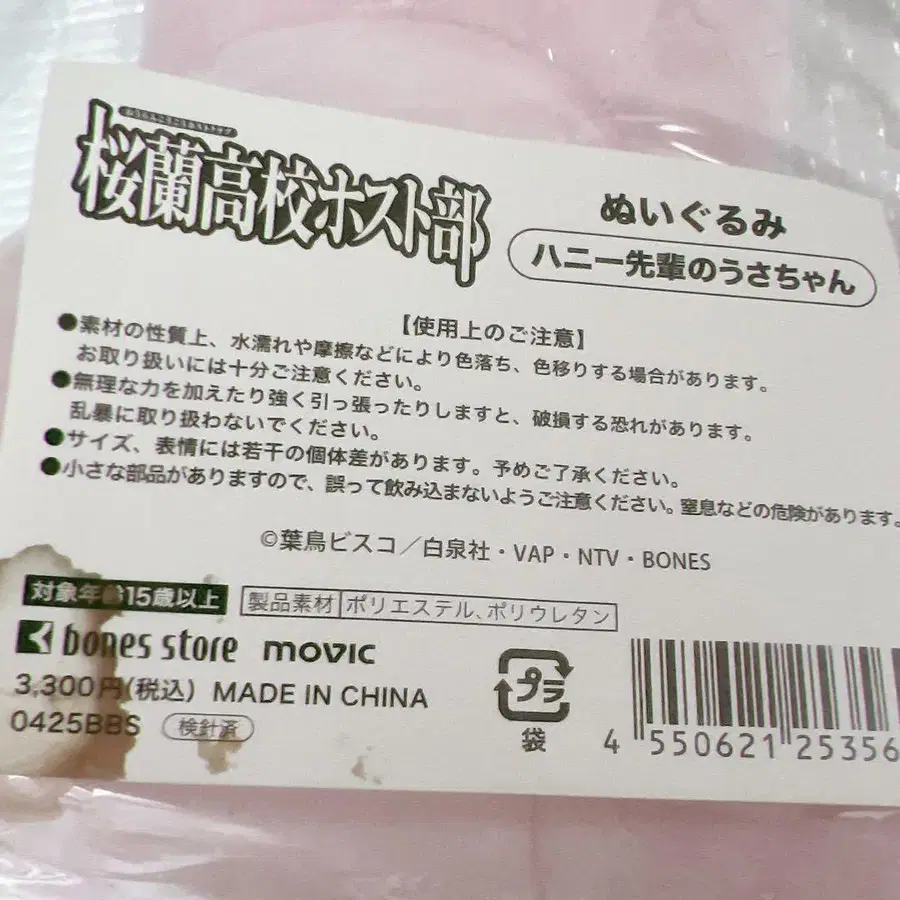 おうらんこうこうホストクラブ
桜蘭高校ホスト部
ぬいぐるみ
ハニー先輩のうさちゃん
【使用上のご注意】
●素材の性質上、水濡れや摩擦などにより色落ち、色移りする場合があります。
お取り扱いには十分ご注意ください。
●無理な力を加えたり強く引っ張ったりしますと、破損する恐れがあります。
乱暴に取り扱わないでください。
●サイズ、表情には若干の個体差があります。予めご了承ください。
●小さな部品がありますので、誤って飲み込まないようご注意ください。窒息などの危険があります。
©葉鳥ビスコ/白泉社・VAP・NTV・BONES
対象年齢15歳以上
製品素材 ポリエステル、ポリウレタン
bones store movic
3,300円(税込) MADE IN CHINA
0425BBS 検針済
プラ
袋
4 550621 25356